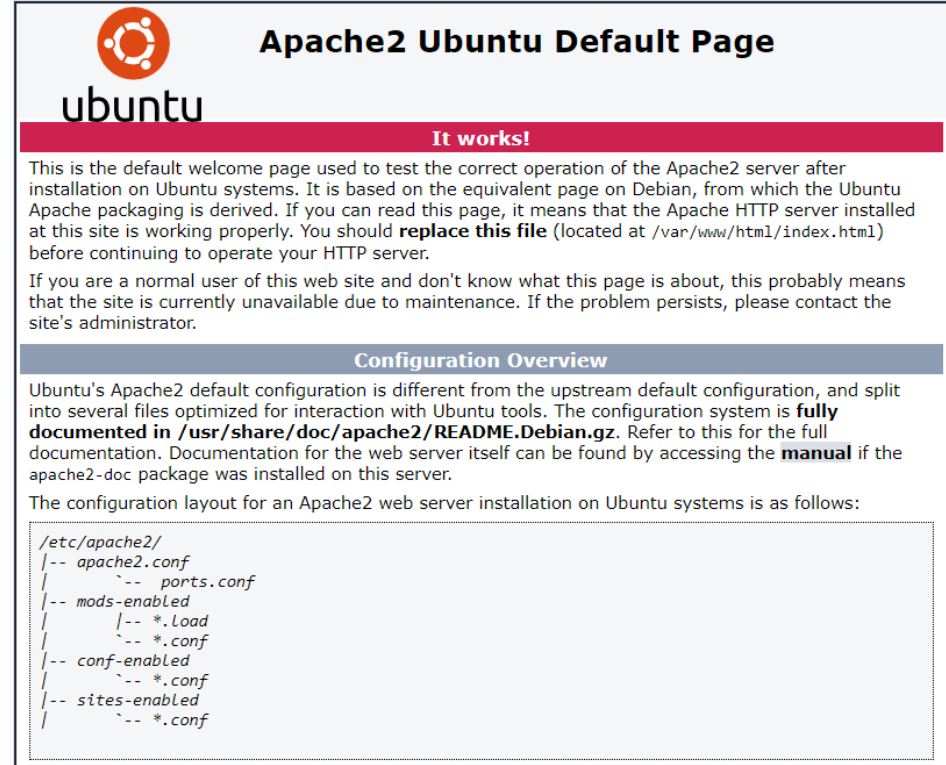 Apache2 Ubuntu Default Page
ubuntu
It works!
This is the default welcome page used to test the correct operation of the Apache2 server after
installation on Ubuntu systems. It is based on the equivalent page on Debian, from which the Ubuntu
Apache packaging is derived. If you can read this page, it means that the Apache HTTP server installed
at this site is working properly. You should replace this file (located at /var/www/html/index.html)
before continuing to operate your HTTP server.
If you are a normal user of this web site and don't know what this page is about, this probably means
that the site is currently unavailable due to maintenance. If the problem persists, please contact the
site's administrator.
Configuration Overview
Ubuntu's Apache2 default configuration is different from the upstream default configuration, and split
into several files optimized for interaction with Ubuntu tools. The configuration system is fully
documented in /usr/share/doc/apache2/README.Debian.gz. Refer to this for the full
documentation. Documentation for the web server itself can be found by accessing the manual if the
apache2-doc package was installed on this server.
The configuration layout for an Apache2 web server installation on Ubuntu systems is as follows:
/etc/apache2/
|-- apache2.conf
|       `--  ports.conf
|-- mods-enabled
|       |-- *.load
|       `-- *.conf
|-- conf-enabled
|       `-- *.conf
|-- sites-enabled
|       `-- *.conf